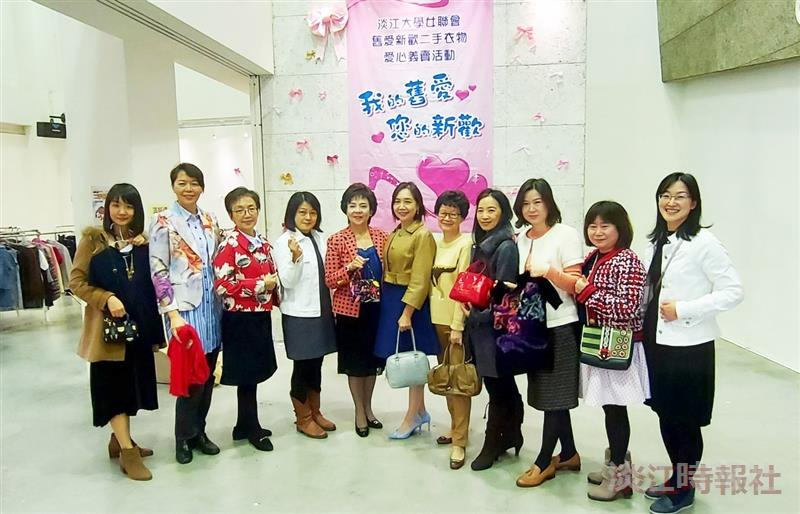 淡江大學女聯會
舊愛新歡二手衣物
愛心義賣活動
我的舊愛
您的新歡
淡江時報社